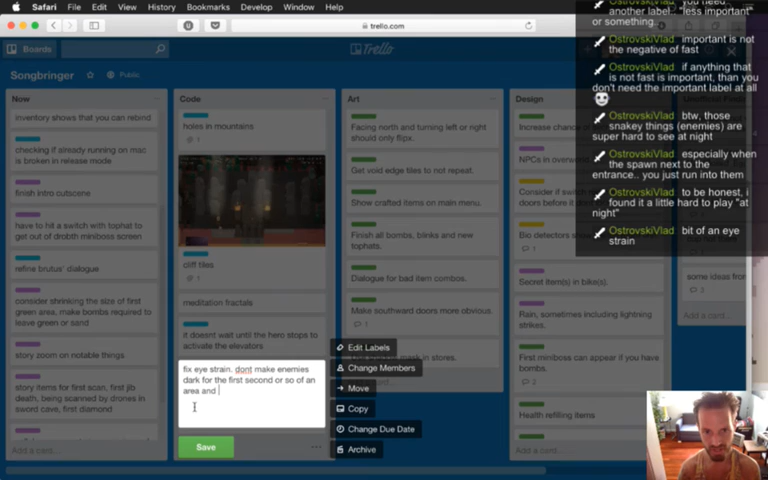 Safari File Edit View History Bookmarks Develop Window Help
trello.com
Boards
Trello
Songbringer
Public
Now
inventory shows that you can rebind
checking if already running on mac
is broken in release mode
finish intro outscene
have to hit a switch with tophat to
get out of drobth miniboss screen
refine brutus' dialogue
consider shrinking the size of first
green area, make bombs required to
leave green or sand
story zoom on notable things.
story items for first scan, first jib
death, being scanned by drones in
sword cave, first diamond
Add a card...
Code
holes in mountains
1
cliff tiles
1
meditation fractals
it doesnt wait until the hero stops to
activate the elevators
fix eye strain. dont make enemies
dark for the first second or so of an
area and
Save
Edit Labels
Change Members
Move
Copy
Change Due Date
Archive
Art
Facing north and turning left or right
should only flip.
Get void edge tiles to not repeat.
Show crafted items on main menu.
Finish all bombs, blinks and new
tophats.
Dialogue for bad item combos.
Make southward doors more obvious.
1
in stores.
Design
Increase chance
NPCs in overw
Consider if switc
doors before it
Bio detectors
1
Secret item(s) in bike(s).
Rain, sometimes including lightning
strikes.
First miniboss can appear if you have
bombs.
2
Health refilling items
Add a card...
some ideas from
Add a card...
OstrovskiVlad you need
another label. "less important"
or something.
OstrovskiVlad important is not
the negative of fast
OstrovskiVlad if anything that
is not fast is important, than you
don't need the important label at all
OstrovskiVlad btw, those
snakey things (enemies) are
super hard to see at night
OstrovskiVlad especially when
the spawn next to the
entrance.. you just run into them
OstrovskiVlad to be honest, i
found it a little hard to play "at
night"
OstrovskiVlad bit of an eye
strain